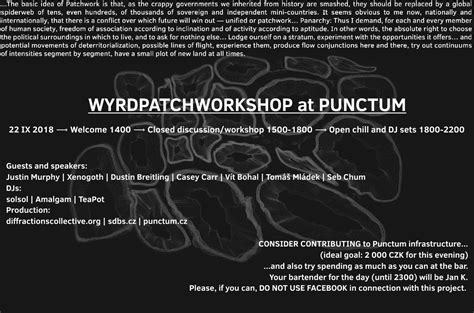 ...The basic idea of Patchwork is that, as the crappy governments we inherited from history are smashed, they should be replaced by a global
spiderweb of tens, even hundreds, of thousands of sovereign and independent mini-countries. It seems obvious to me now, nationally and
internationally, that there is a conflict over which future will win out — unified or patchwork... Panarchy: Thus I demand, for each and every member
of human society, freedom of association according to inclination and of activity according to aptitude. In other words, the absolute right to choose
the political surroundings in which to live, and to ask for nothing else... Lodge ourself on a stratum, experiment with the opportunities it offers... and
potential movements of deterritorialization, possible lines of flight, experience them, produce flow conjunctions here and there, try out continuums
of intensities segment by segment, have a small plot of new land at all times.
WYRDPATCHWORKSHOP at PUNCTUM
22 IX 2018 → Welcome 1400 → Closed discussion/workshop 1500-1800 → Open chill and DJ sets 1800-2200
Guests and speakers:
Justin Murphy | Xenogoth | Dustin Breitling | Casey Carr | Vít Bohal | Tomáš Mládek | Seb Chum
DJs:
solsol | Amalgam | TeaPot
Production:
diffractionscollective.org | sdbs.cz | punctum.cz
CONSIDER CONTRIBUTING to Punctum infrastructure...
(ideal goal: 2 000 CZK for this evening)
...and also try spending as much as you can at the bar.
Your bartender for the day (until 2300) will be Jan K.
Please, if you can, DO NOT USE FACEBOOK in connection with this project.